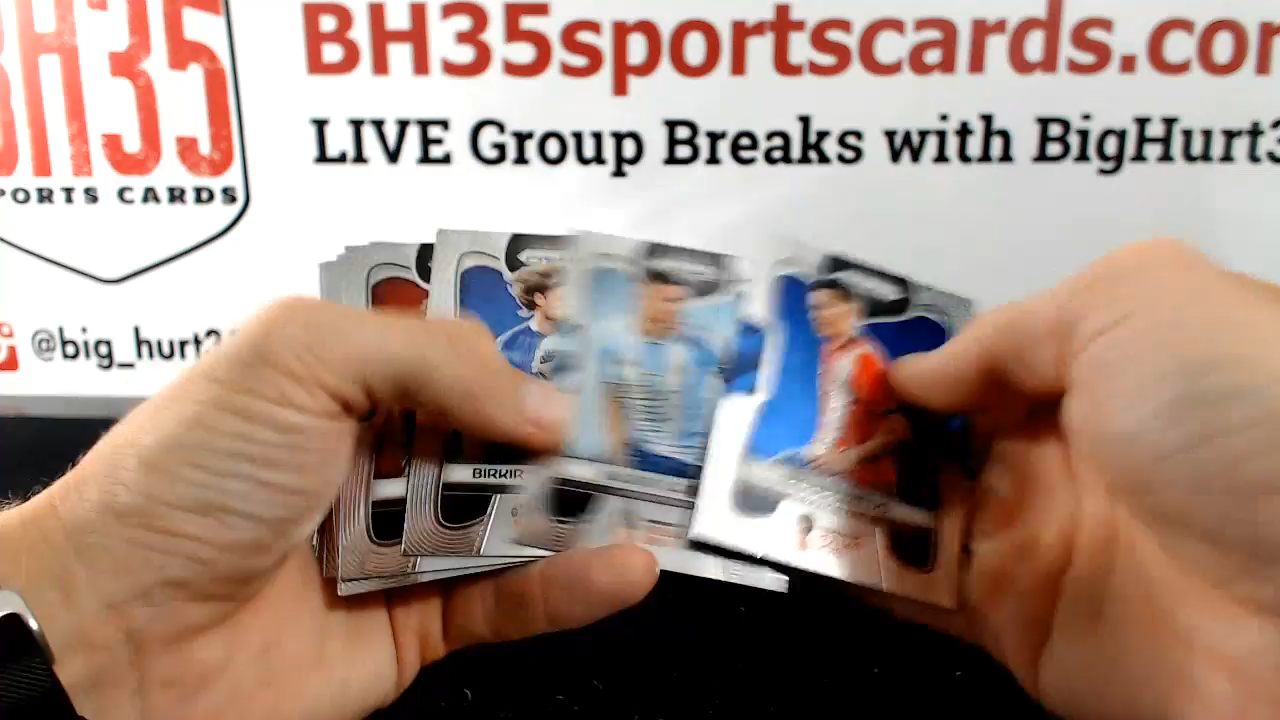 BH35
PORTS CARDS
BH35sportscards.co
LIVE Group Breaks with BigHurt3
@big_hurt3
BIRKIR